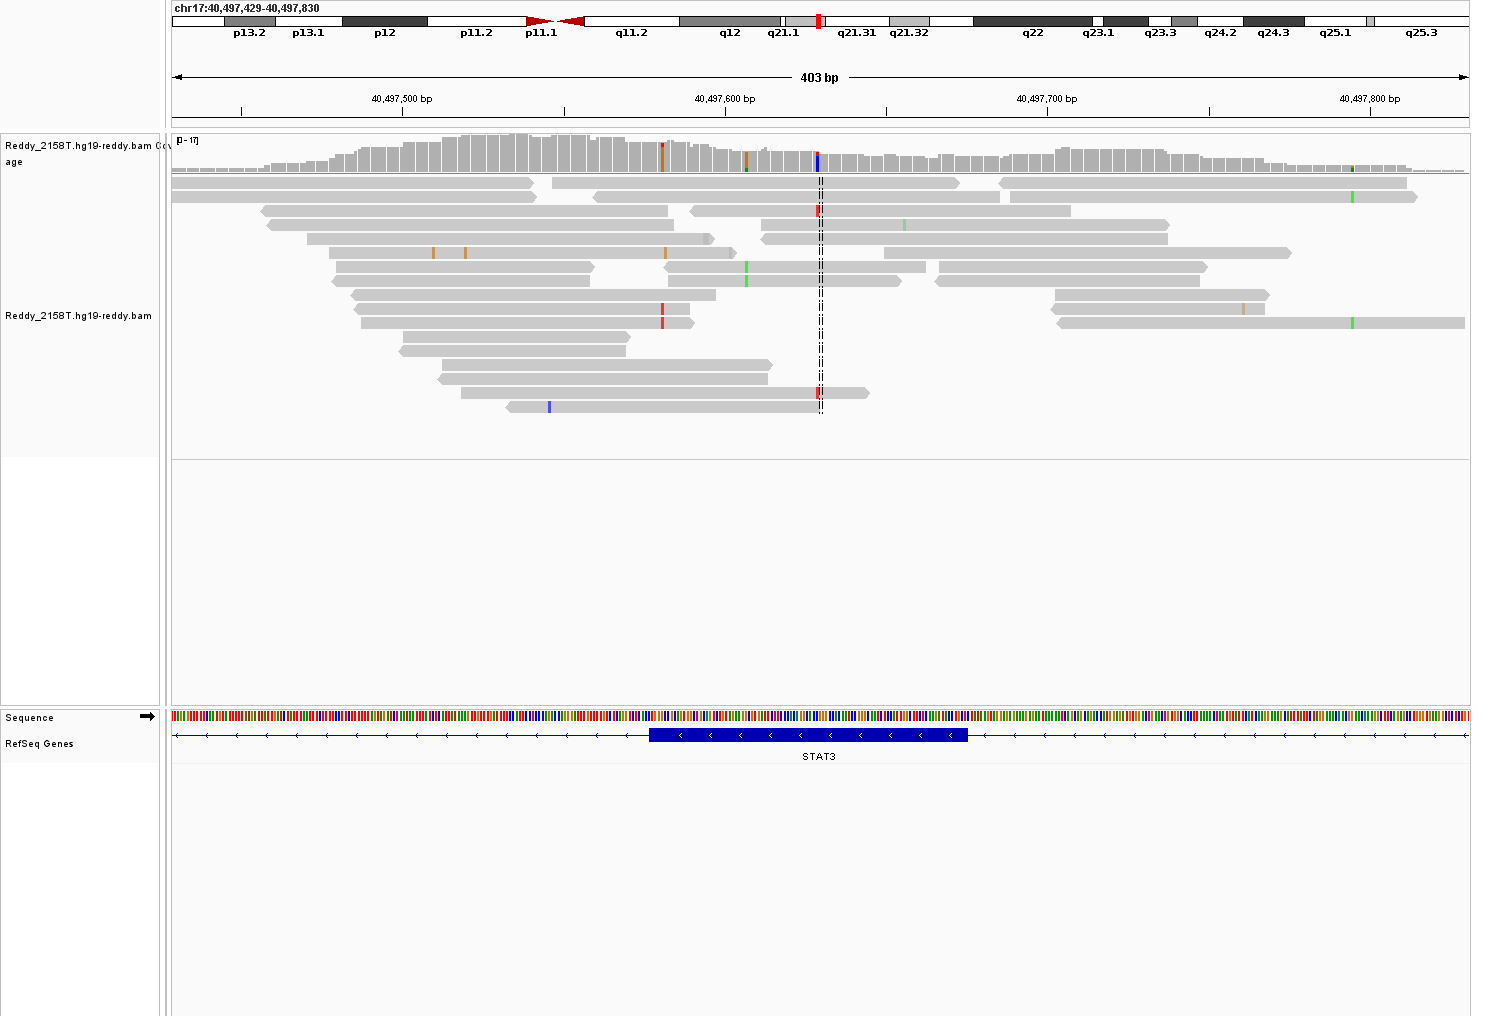 chr17:40,497,429-40,497,830
p13.2 p13.1 p12 p11.2 p11.1 q11.2 q12 q21.1 q21.31 q21.32 q22 q23.1 q23.3 q24.2 q24.3 q25.1 q25.3
403 bp
40,497,500 bp 40,497,600 bp 40,497,700 bp 40,497,800 bp
Reddy_2158T.hg19-reddy.bam Cov
age
[0 - 17]
Reddy_2158T.hg19-reddy.bam
Sequence
RefSeq Genes
STAT3